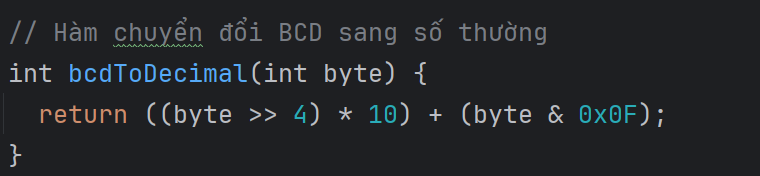 // Hàm chuyển đổi BCD sang số thường
int bcdToDecimal(int byte) {
  return ((byte >> 4) * 10) + (byte & 0x0F);
}